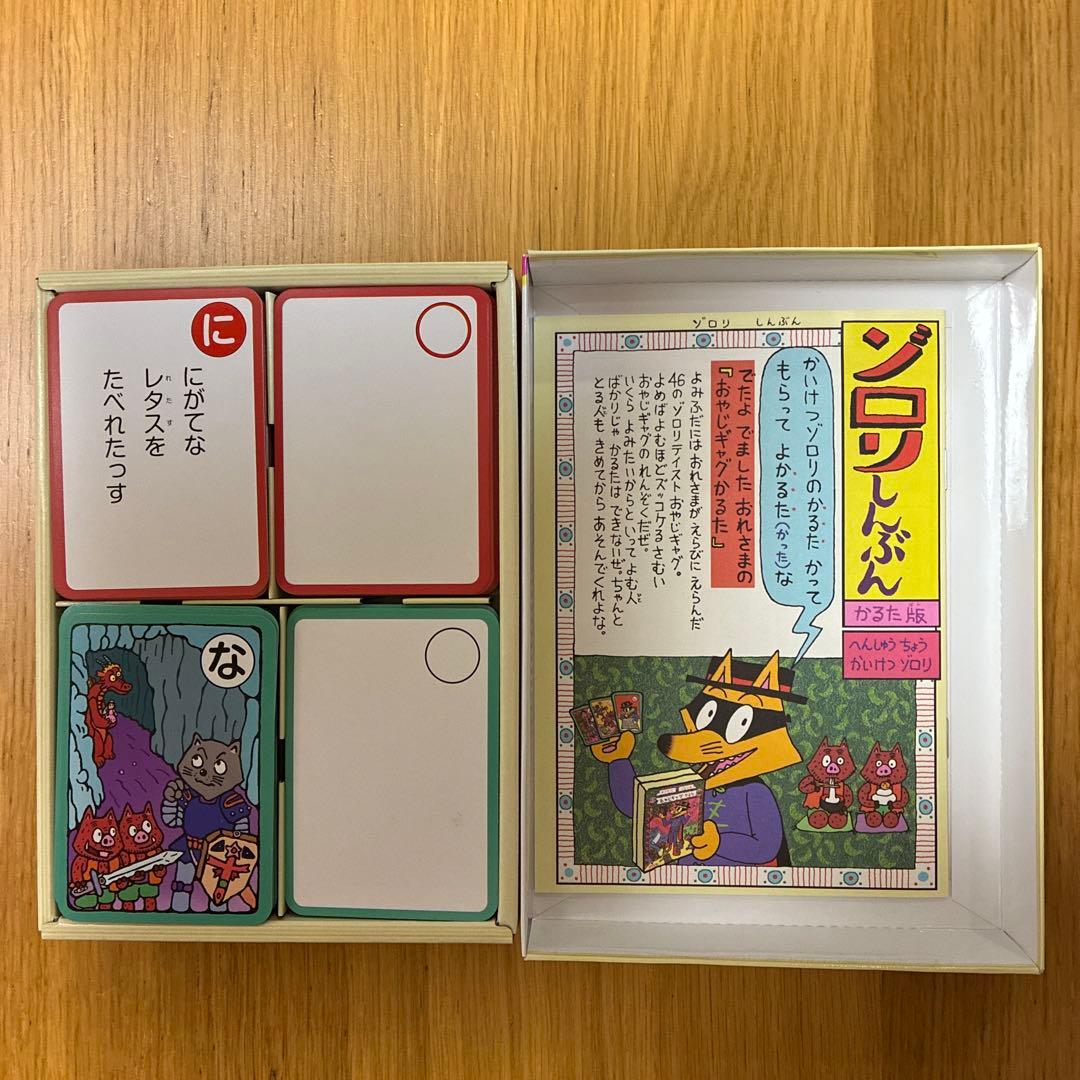 に
にがてな
レタスを
れたす
たべれたっす
な
ゾロリ しんぶん
ゾロリしんぶん
かるた版
ばん
へんしゅうちょう
かいけつ ゾロリ
かいけつゾロリのかるた かって
もらって よかるた(かった)な
でたよ でました おれさまの
『おやじギャグかるた』
よみふだには おれさまが えらびに えらんだ
46の ゾロリテイスト おやじギャグ。
よめばよむほどズッコケる さむい
おやじギャグの れんぞくだぜ。
いくら よみたいからと いって よむ人
ばかりじゃ かるたは できないぜ。ちゃんと
とる人も きめてから あそんでくれよな。